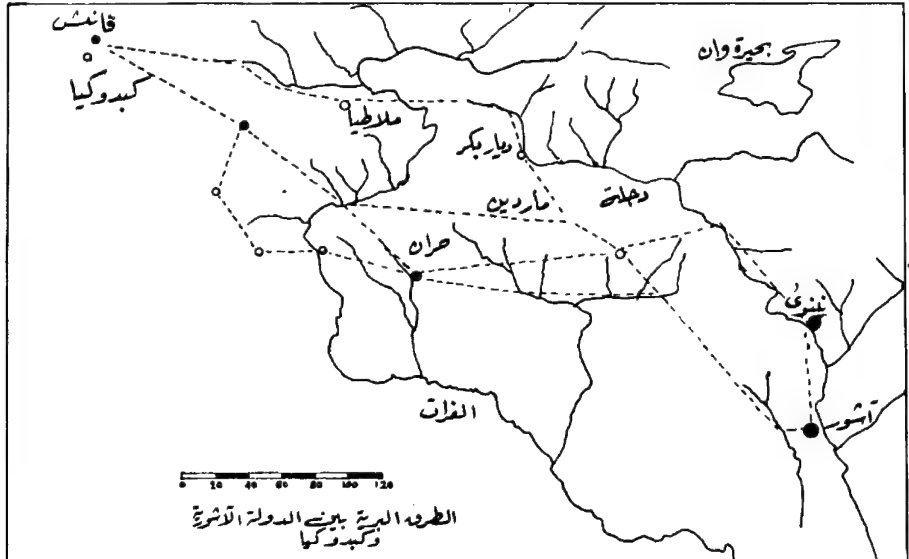 قانش
كبدوكيا
بحيرة وان
ملاطيا
ديار بكر
دجلة
ماردين
حران
نينوى
آشور
الفرات
0 20 40 60 80 100 120
الطرق البرية بين الدولة الآشورية
وكبدوكيا